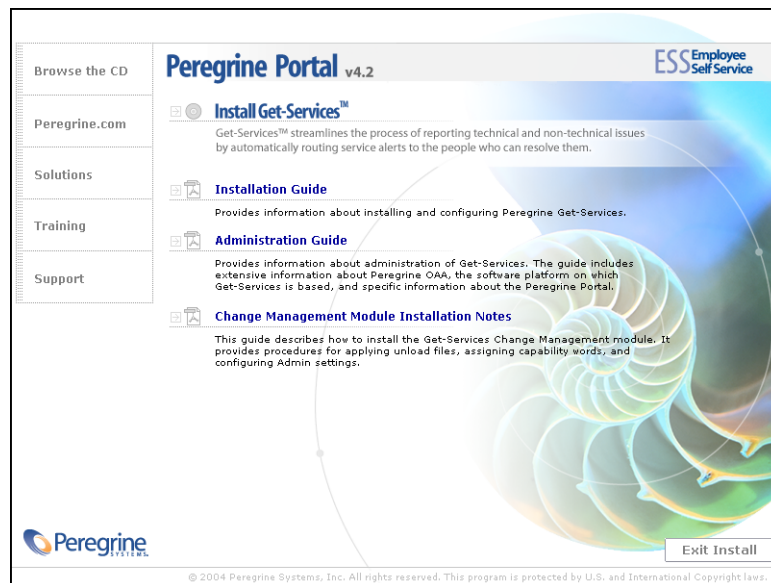 Peregrine Portal v4.2
ESS Employee Self Service
Browse the CD
Peregrine.com
Solutions
Training
Support
Install Get-Services™
Get-Services™ streamlines the process of reporting technical and non-technical issues
by automatically routing service alerts to the people who can resolve them.
Installation Guide
Provides information about installing and configuring Peregrine Get-Services.
Administration Guide
Provides information about administration of Get-Services. The guide includes
extensive information about Peregrine OAA, the software platform on which
Get-Services is based, and specific information about the Peregrine Portal.
Change Management Module Installation Notes
This guide describes how to install the Get-Services Change Management module. It
provides procedures for applying unload files, assigning capability words, and
configuring Admin settings.
Peregrine
SYSTEMS
Exit Install
© 2004 Peregrine Systems, Inc. All rights reserved. This program is protected by U.S. and International Copyright laws.